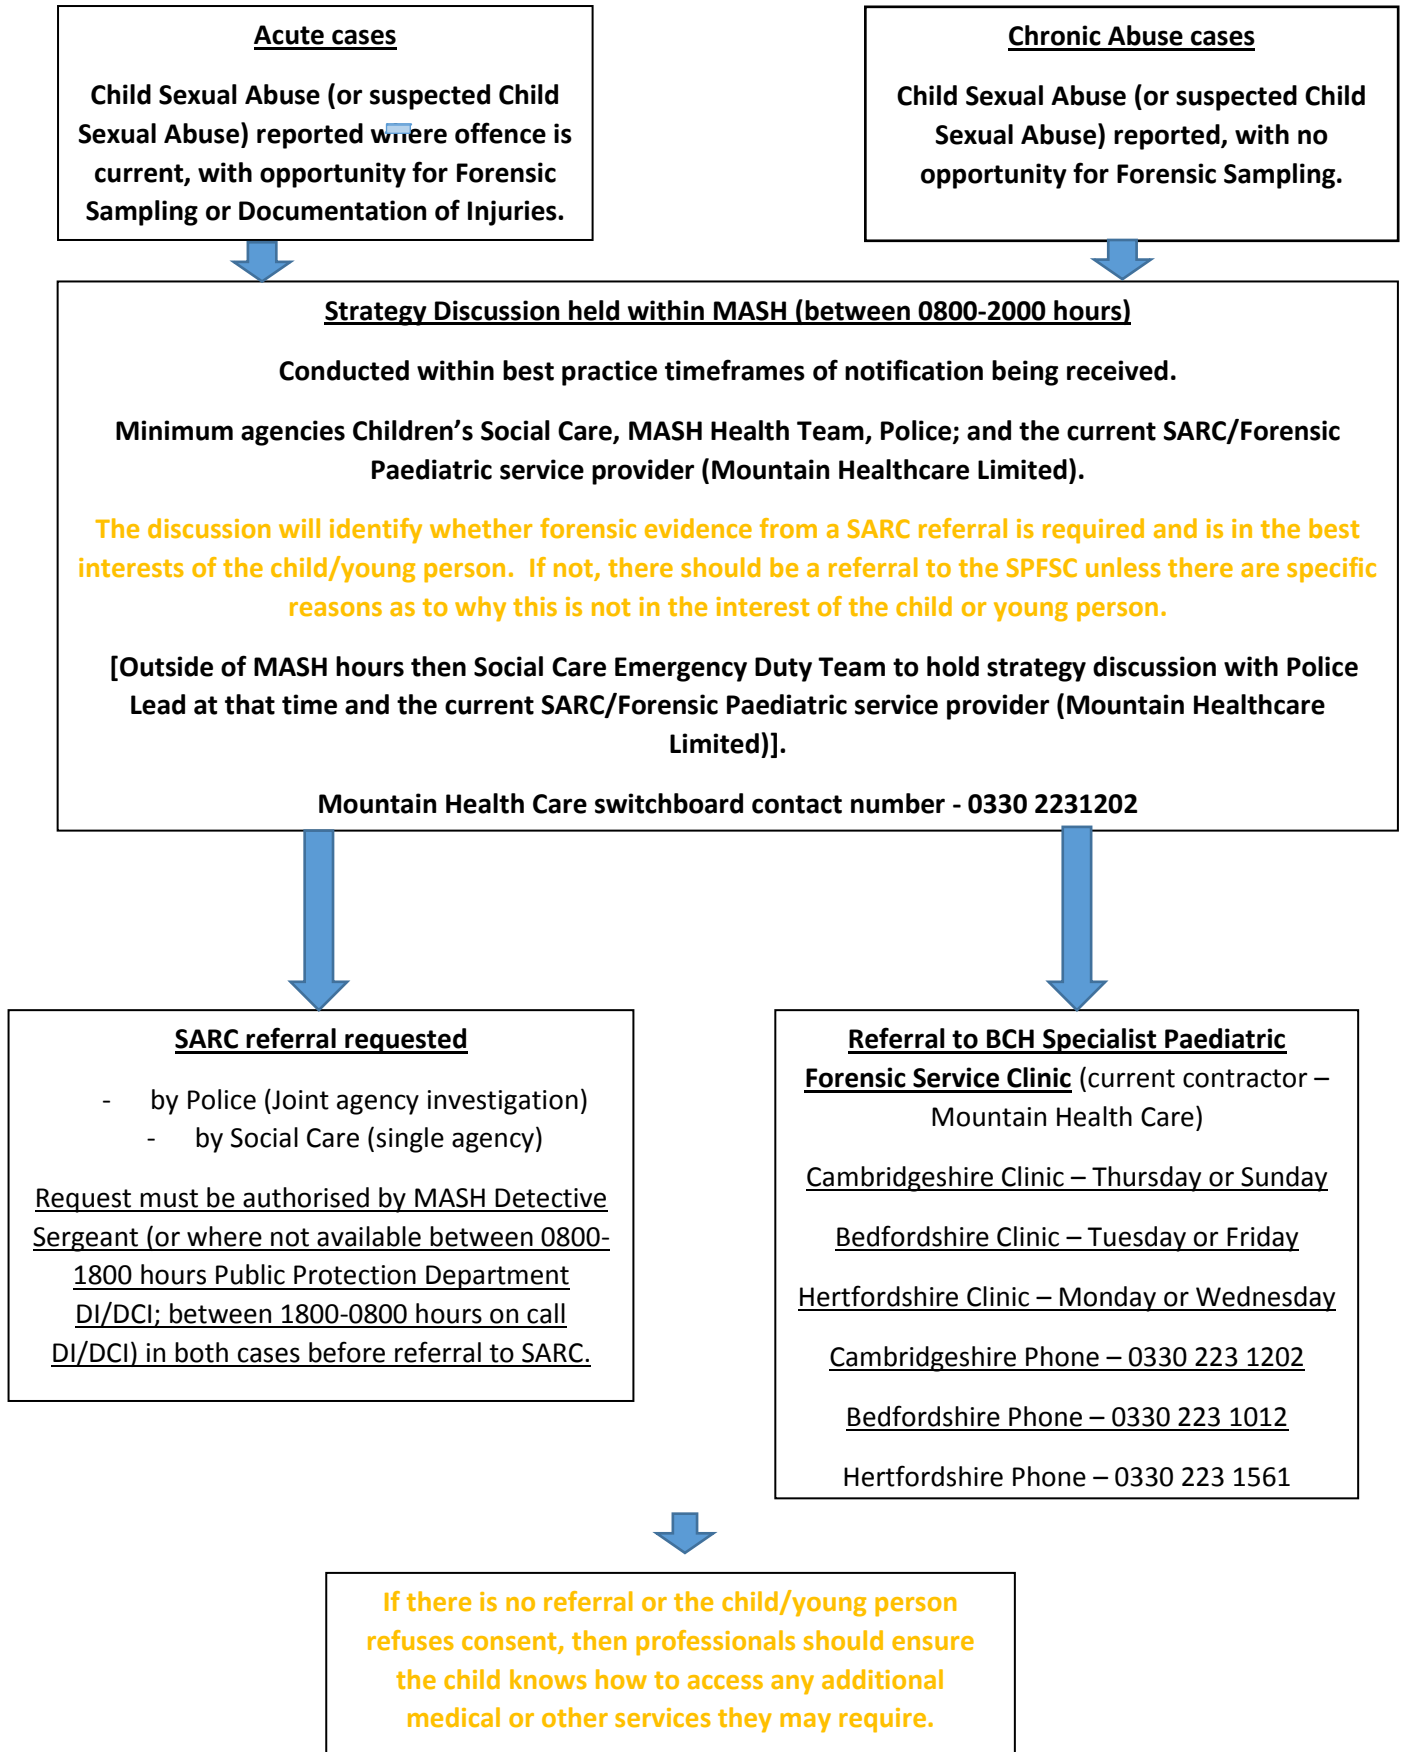 Acute cases
Child Sexual Abuse (or suspected Child
Sexual Abuse) reported where offence is
current, with opportunity for Forensic
Sampling or Documentation of Injuries.
Chronic Abuse cases
Child Sexual Abuse (or suspected Child
Sexual Abuse) reported, with no
opportunity for Forensic Sampling.
Strategy Discussion held within MASH (between 0800-2000 hours)
Conducted within best practice timeframes of notification being received.
Minimum agencies Children’s Social Care, MASH Health Team, Police; and the current SARC/Forensic
Paediatric service provider (Mountain Healthcare Limited).
The discussion will identify whether forensic evidence from a SARC referral is required and is in the best
interests of the child/young person.  If not, there should be a referral to the SPFSC unless there are specific
reasons as to why this is not in the interest of the child or young person.
[Outside of MASH hours then Social Care Emergency Duty Team to hold strategy discussion with Police
Lead at that time and the current SARC/Forensic Paediatric service provider (Mountain Healthcare
Limited)].
Mountain Health Care switchboard contact number - 0330 2231202
SARC referral requested
- by Police (Joint agency investigation)
- by Social Care (single agency)
Request must be authorised by MASH Detective
Sergeant (or where not available between 0800-
1800 hours Public Protection Department
DI/DCI; between 1800-0800 hours on call
DI/DCI) in both cases before referral to SARC.
Referral to BCH Specialist Paediatric
Forensic Service Clinic (current contractor –
Mountain Health Care)
Cambridgeshire Clinic – Thursday or Sunday
Bedfordshire Clinic – Tuesday or Friday
Hertfordshire Clinic – Monday or Wednesday
Cambridgeshire Phone – 0330 223 1202
Bedfordshire Phone – 0330 223 1012
Hertfordshire Phone – 0330 223 1561
If there is no referral or the child/young person
refuses consent, then professionals should ensure
the child knows how to access any additional
medical or other services they may require.